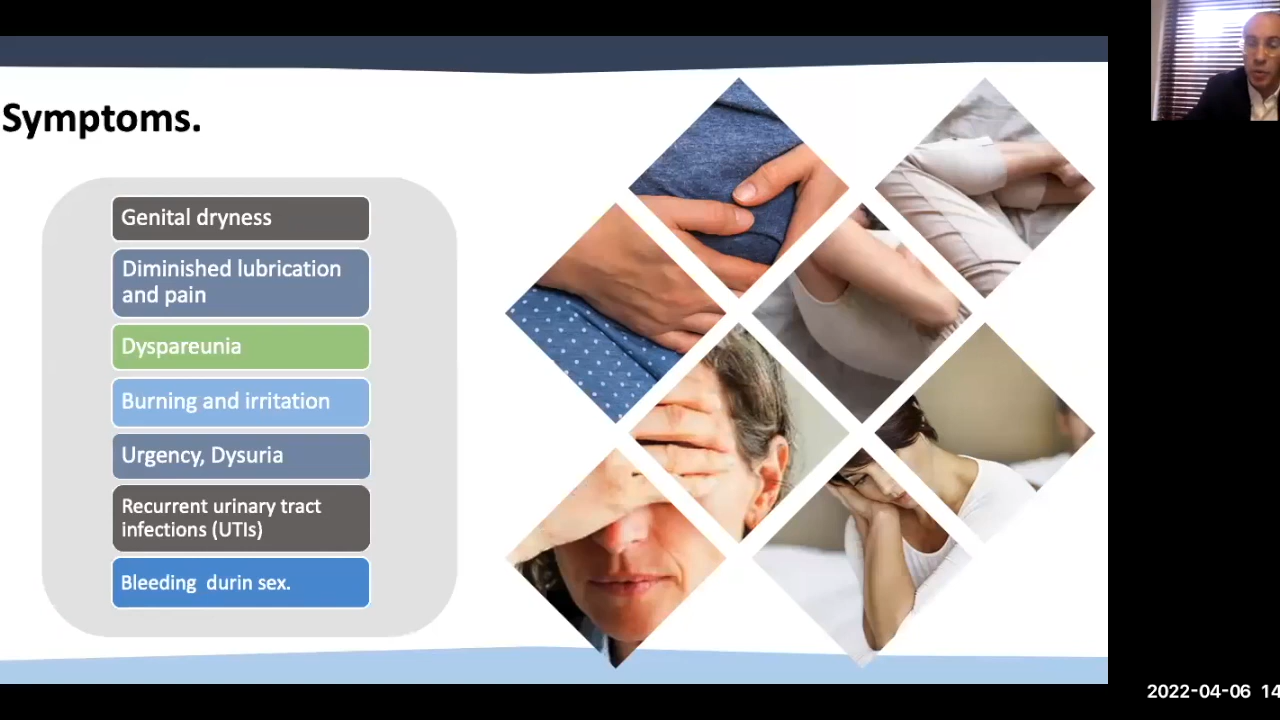 Symptoms.
Genital dryness
Diminished lubrication
and pain
Dyspareunia
Burning and irritation
Urgency, Dysuria
Recurrent urinary tract
infections (UTIs)
Bleeding  durin sex.
2022-04-06 14